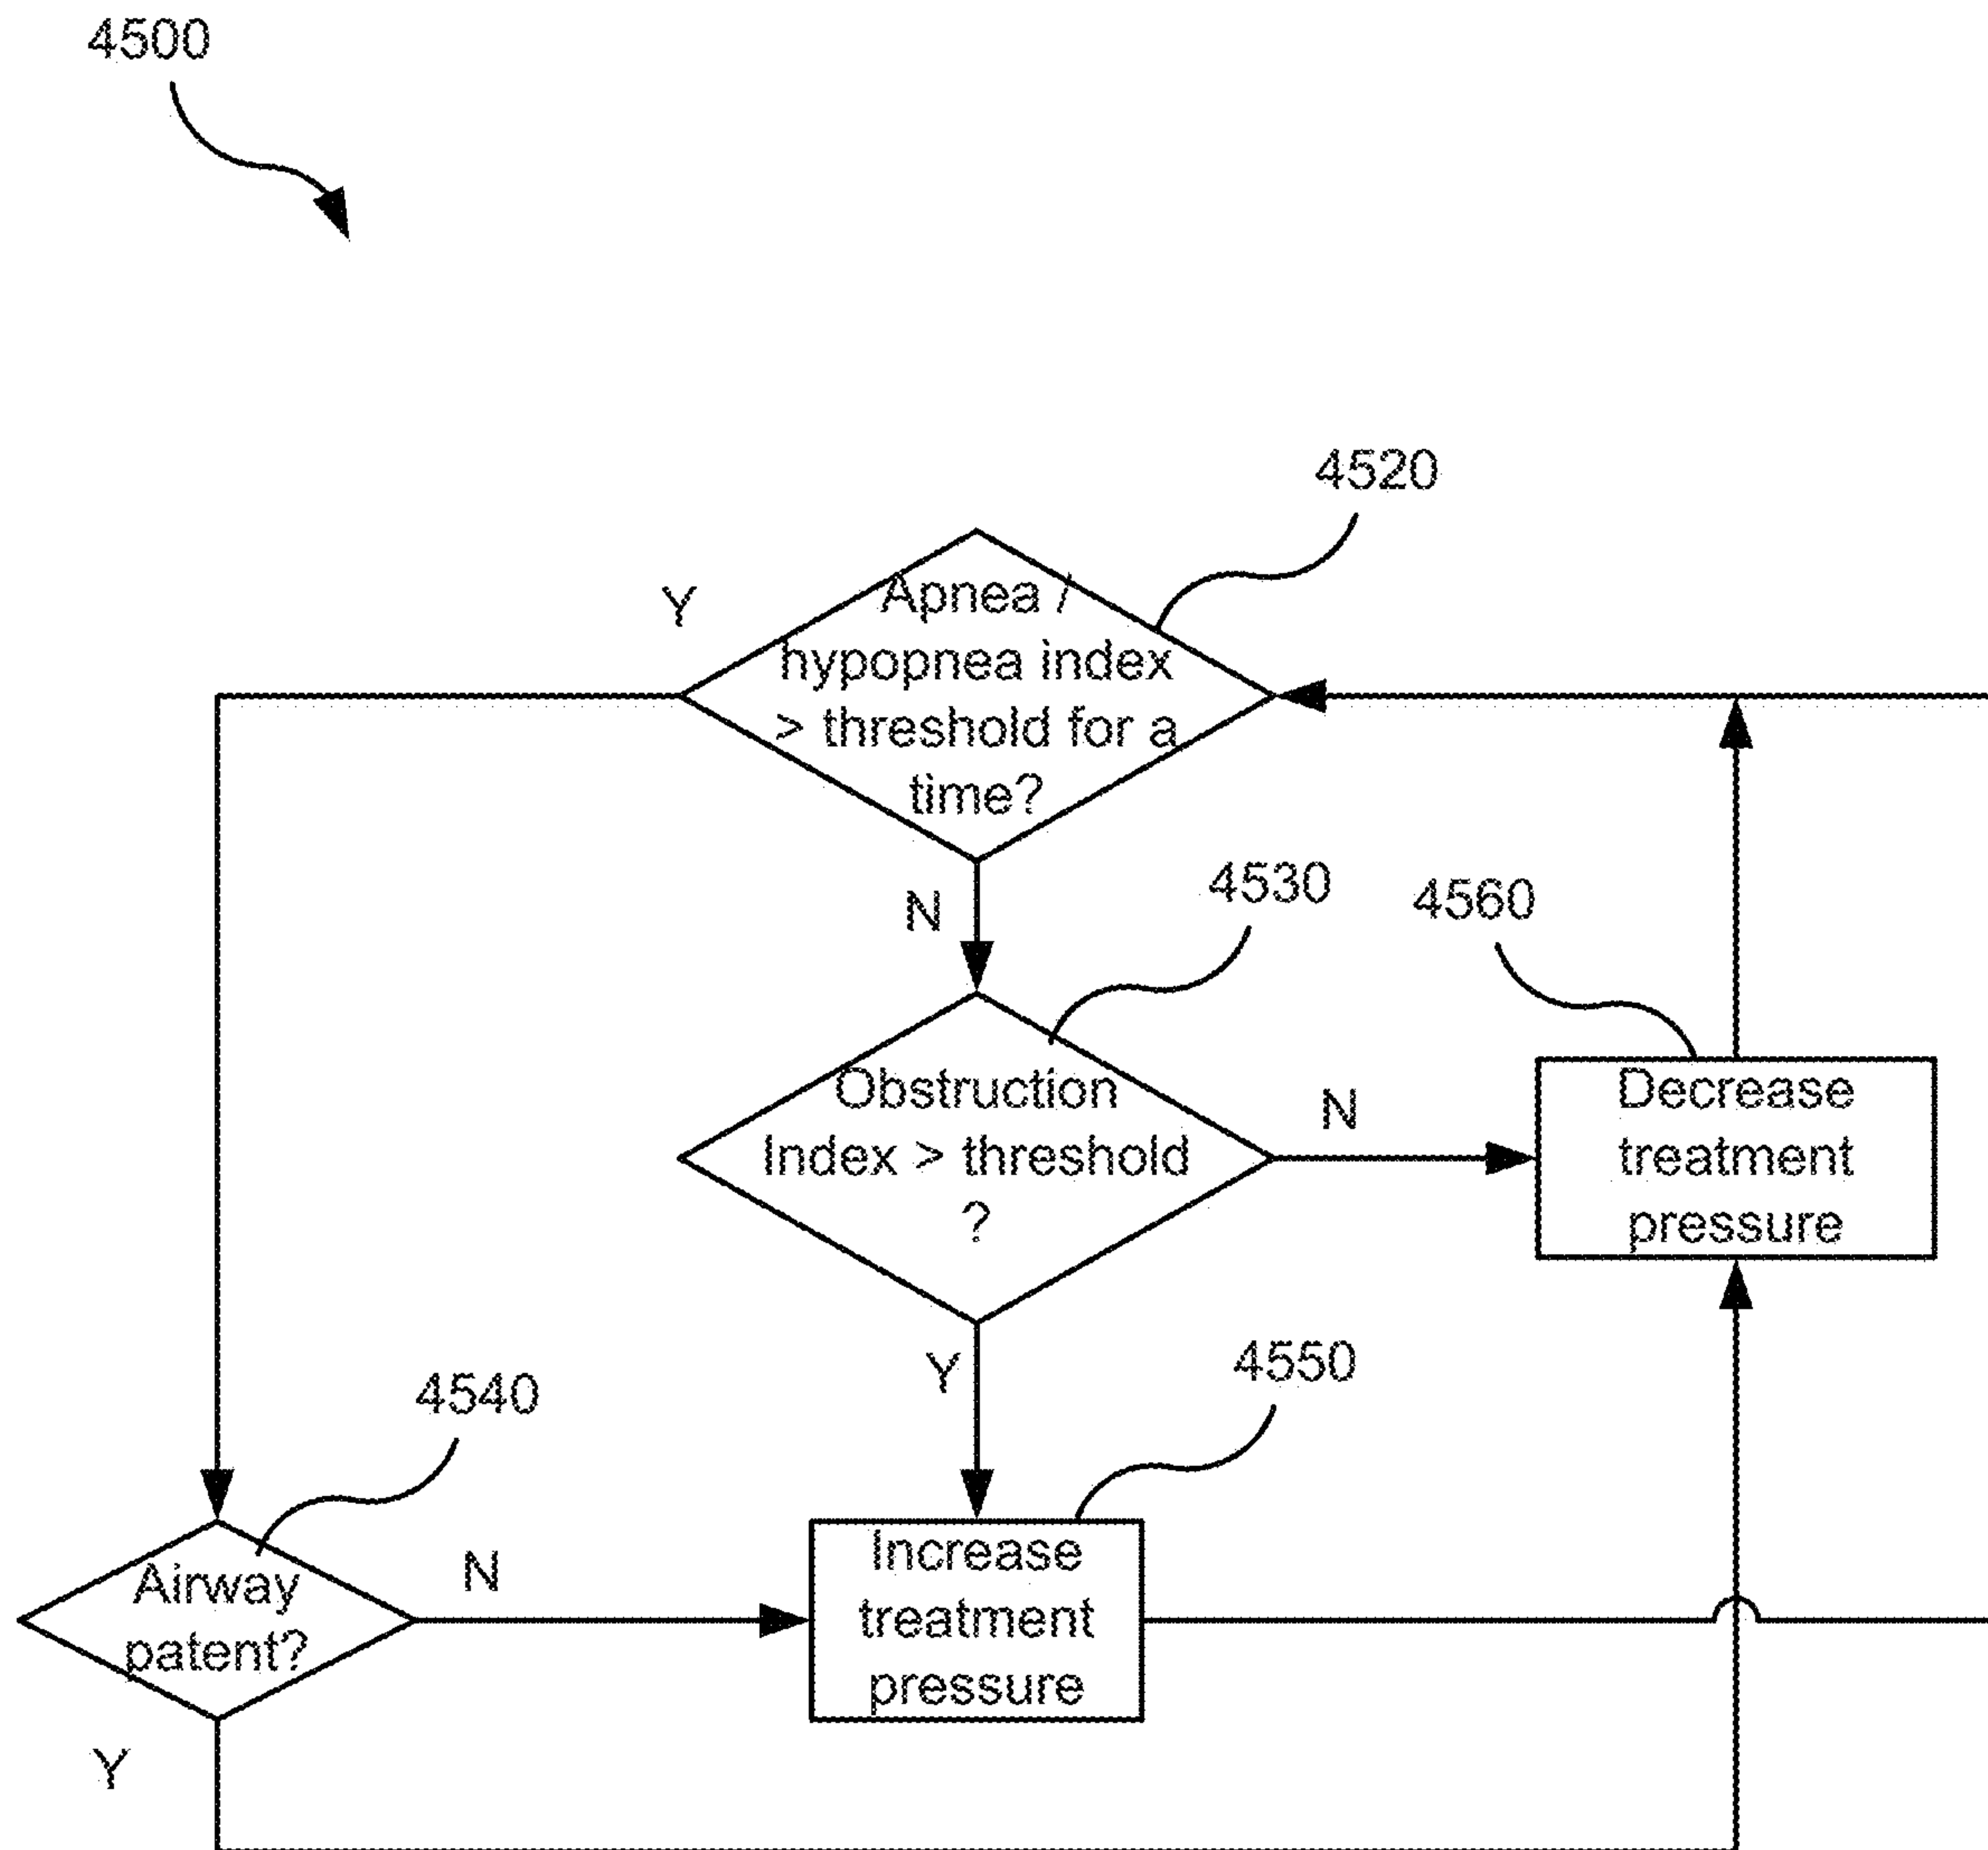 4500
4520
Y
Apnea /
hypopnea index
> threshold for a
time?
N
4530
4560
Obstruction
Index > threshold
?
N
Decrease
treatment
pressure
Y
4550
4540
Airway
patent?
N
Increase
treatment
pressure
Y